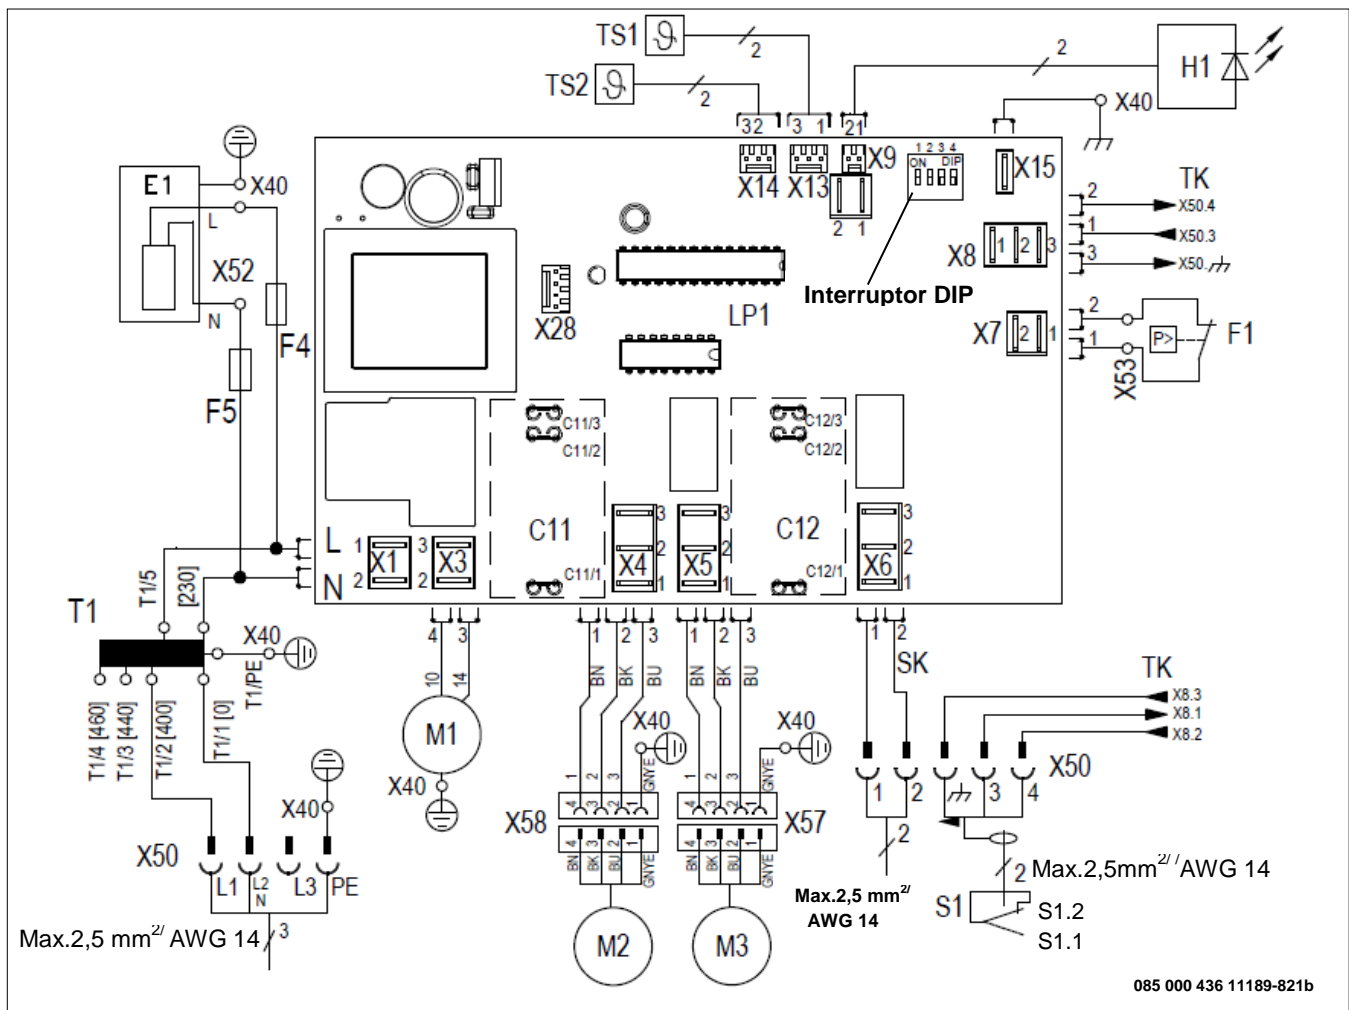 TS1
2
2
H1
TS2
2
X40
32
3 1
21
X9
1 2 3 4
ON DIP
X14
X13
X15
2 1
E1
X40
L
X52
N
F4
F5
2
TK
X50.4
1
X50.3
X8
1 2 3
3
X50.
Interruptor DIP
X28
LP1
2
X7
2 1
1
P>
F1
X53
C11/3
C11/2
C12/3
C12/2
C11
C12
C11/1
C12/1
L
N
1
2
X1
3
2
X3
3
X4
2
1
3
X5
2
1
3
2
X6
1
T1/5
[230]
T1
X40
T1/PE
T1/4 [460]
T1/3 [440]
T1/2 [400]
T1/1 [0]
4 3
10
14
M1
X40
1 2 3
BN
BK
BU
1 2 3
BN
BK
BU
1 2
SK
TK
X8.3
X8.1
X8.2
X40
X40
1 2 3
GNYE
GNYE
4 3 2 1
4 3 2 1
X58
X57
4 3 2 1
4 3 2 1
BN
BK
BU
GNYE
BN
BK
BU
GNYE
M2
M3
X50
1 2 3 4
2
Max.2,5 mm²/
AWG 14
2
Max.2,5mm²/ /AWG 14
S1
S1.2
S1.1
X40
X50
L1
L2
N
L3
PE
Max.2,5 mm²/ AWG 14
3
085 000 436 11189-821b